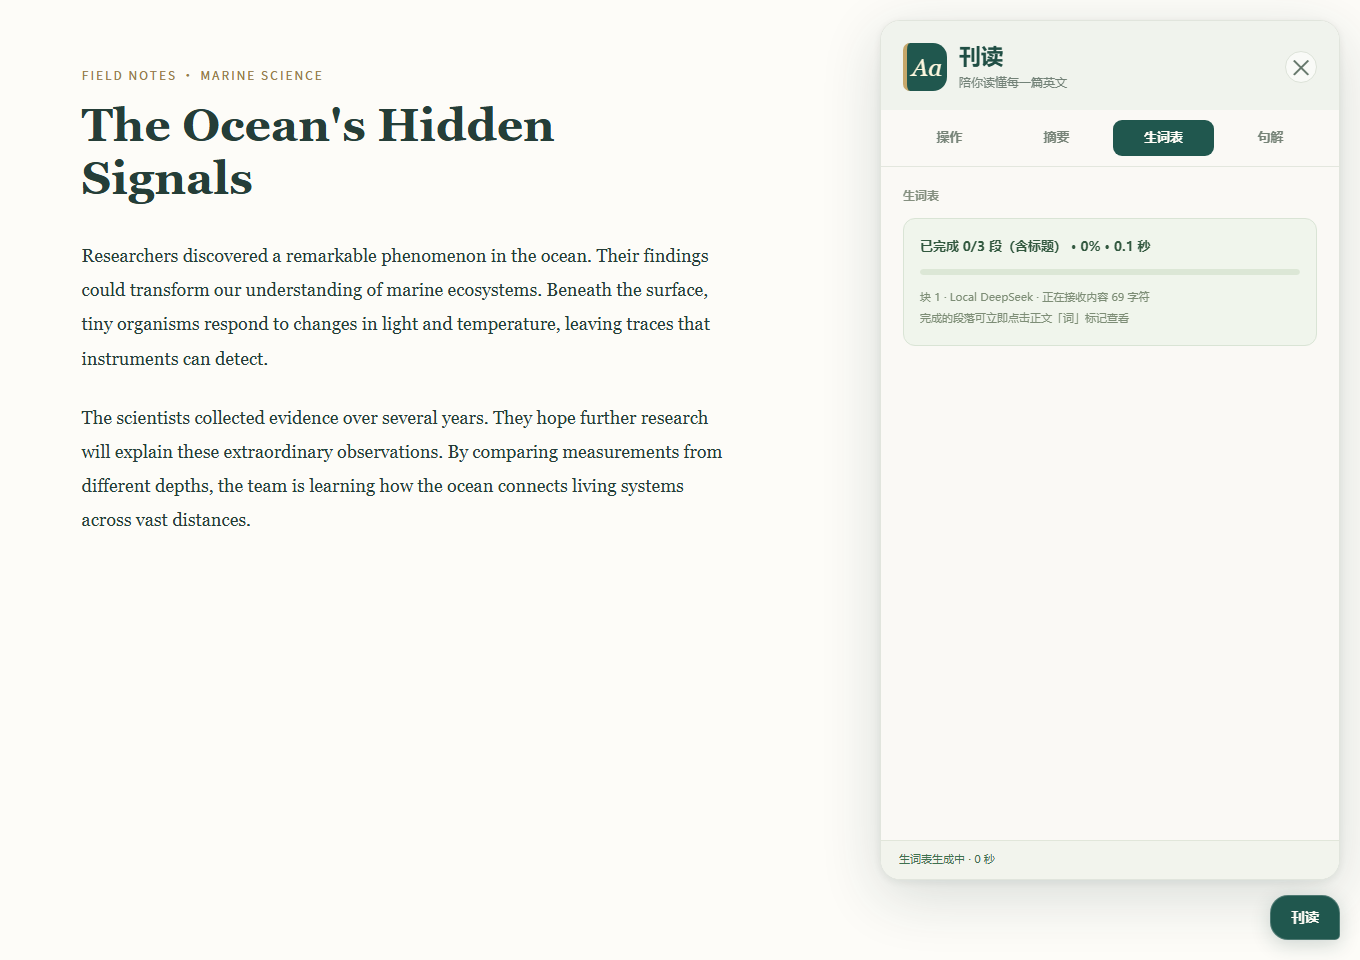 FIELD NOTES • MARINE SCIENCE
The Ocean's Hidden
Signals
Researchers discovered a remarkable phenomenon in the ocean. Their findings
could transform our understanding of marine ecosystems. Beneath the surface,
tiny organisms respond to changes in light and temperature, leaving traces that
instruments can detect.
The scientists collected evidence over several years. They hope further research
will explain these extraordinary observations. By comparing measurements from
different depths, the team is learning how the ocean connects living systems
across vast distances.
Aa
刊读
陪你读懂每一篇英文
操作
摘要
生词表
句解
生词表
已完成 0/3 段（含标题） • 0% • 0.1 秒
块 1 · Local DeepSeek · 正在接收内容 69 字符
完成的段落可立即点击正文「词」标记查看
生词表生成中 · 0 秒
刊读